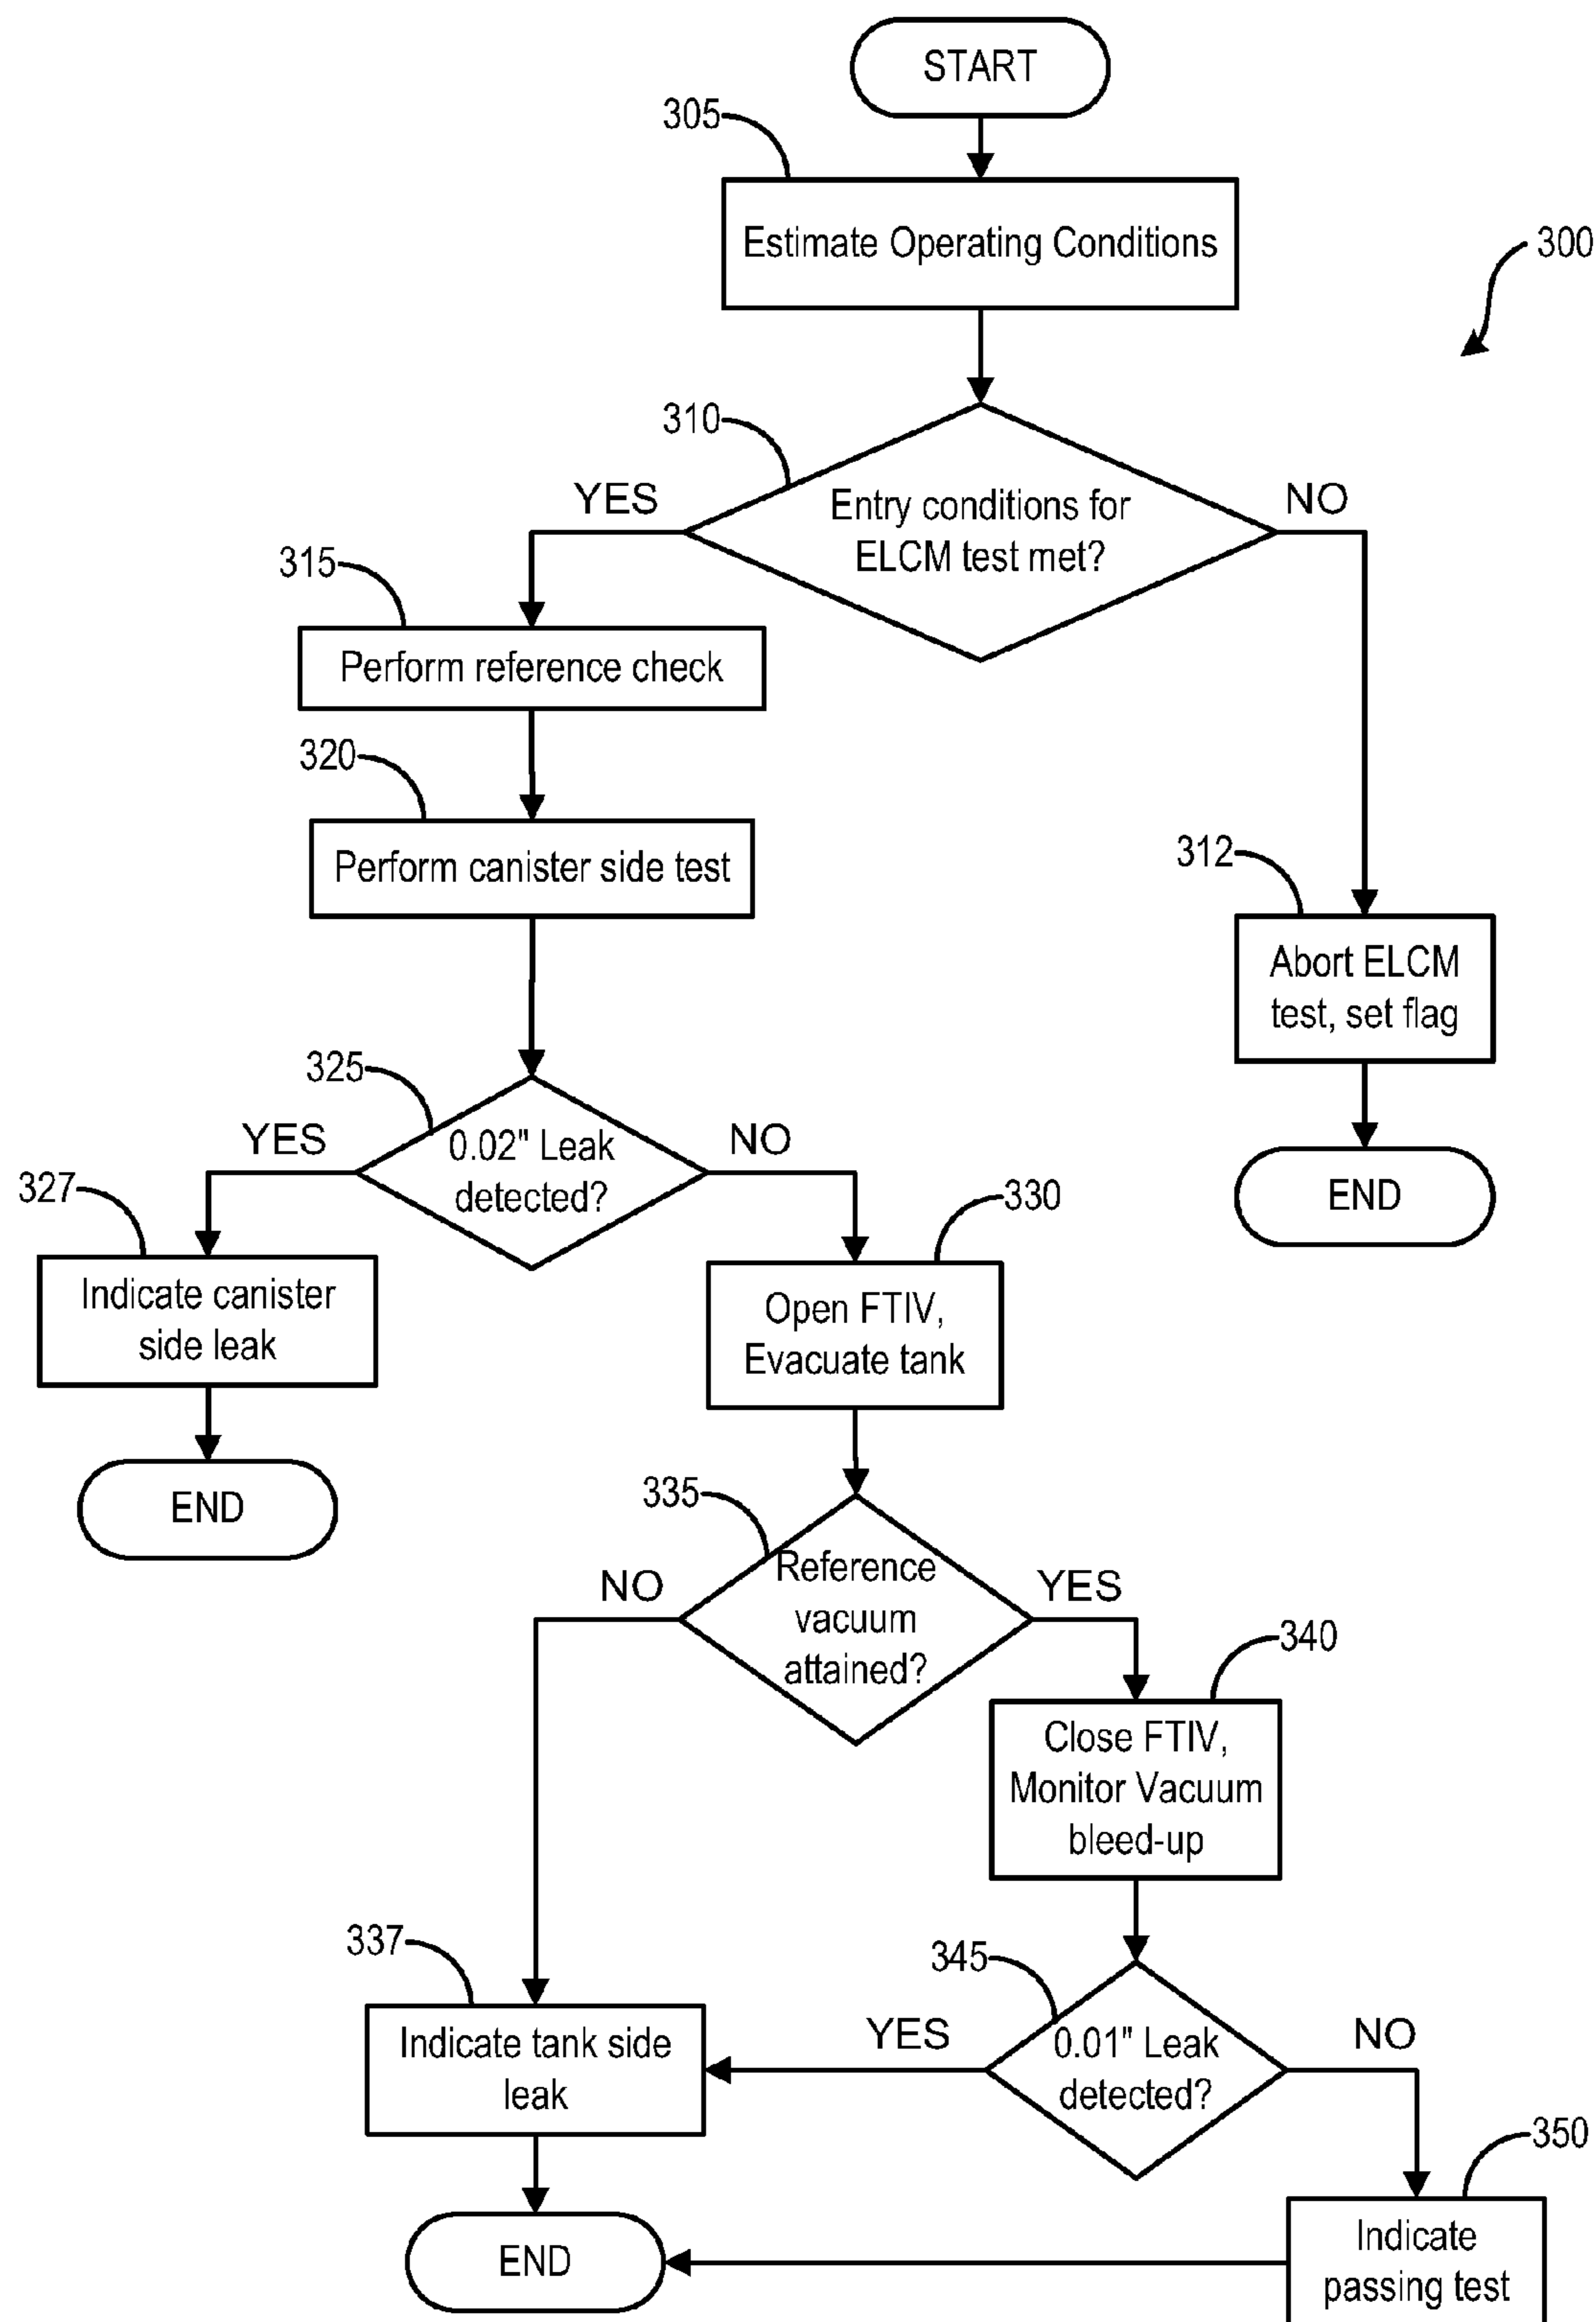 START
305
Estimate Operating Conditions
300
310
Entry conditions for
ELCM test met?
YES
NO
315
Perform reference check
320
Perform canister side test
312
Abort ELCM
test, set flag
END
325
0.02" Leak
detected?
YES
NO
327
Indicate canister
side leak
END
330
Open FTIV,
Evacuate tank
335
Reference
vacuum
attained?
NO
YES
340
Close FTIV,
Monitor Vacuum
bleed-up
337
Indicate tank side
leak
345
0.01" Leak
detected?
YES
NO
350
Indicate
passing test
END